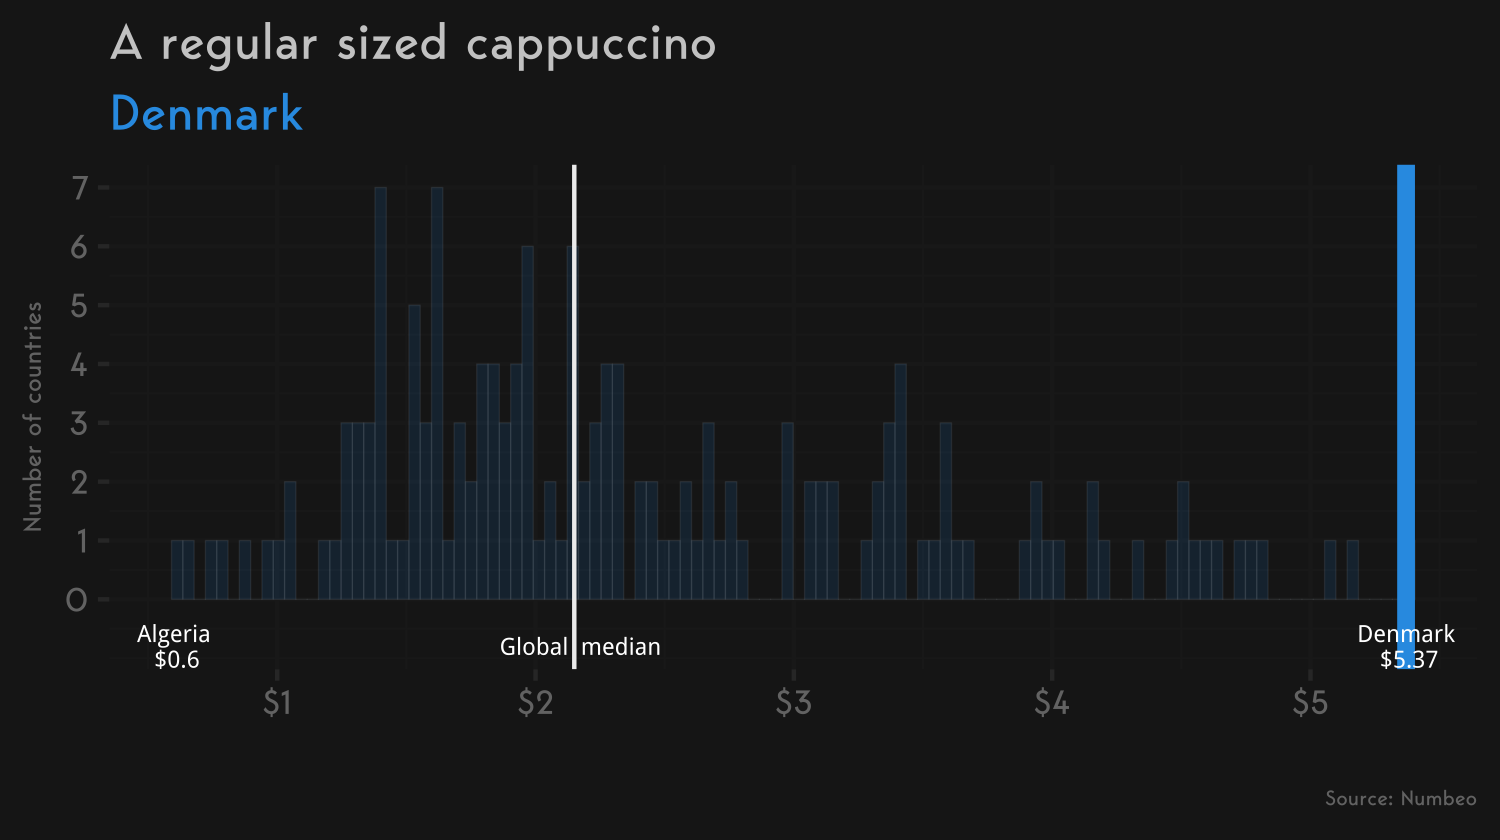 A regular sized cappuccino
Denmark
Number of countries
7
6
5
4
3
2
1
0
Algeria
$0.6
Global median
Denmark
$5.37
$1 $2 $3 $4 $5
Source: Numbeo